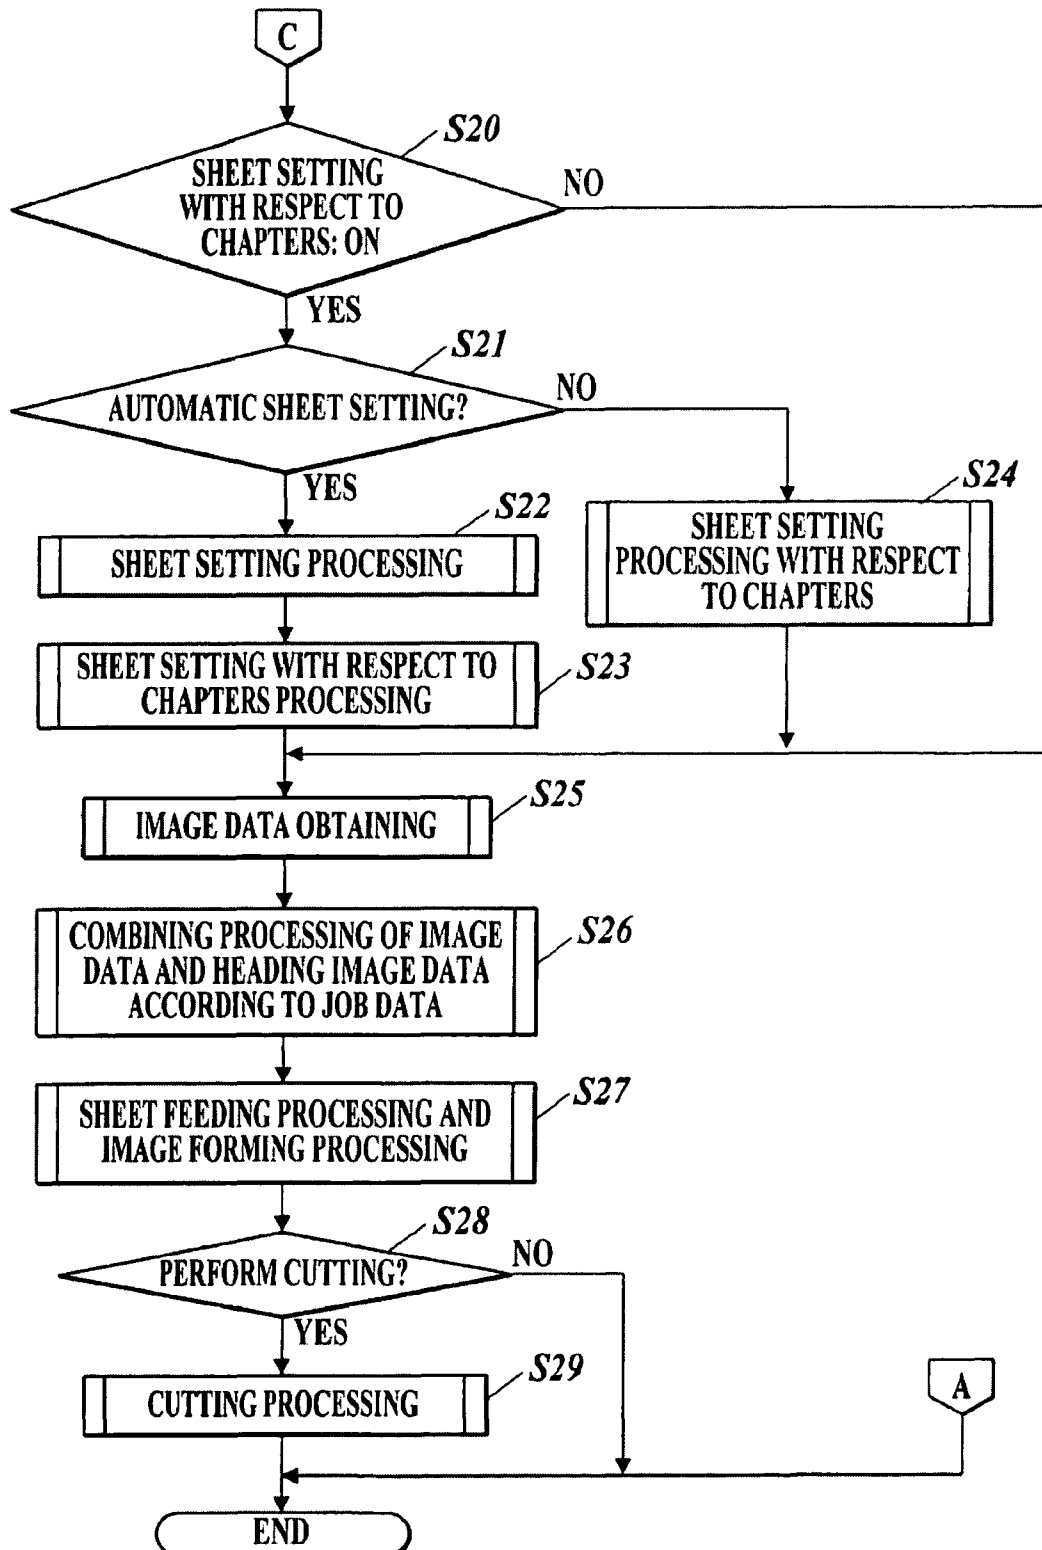 C
S20
SHEET SETTING
WITH RESPECT TO
CHAPTERS: ON
NO
YES
S21
AUTOMATIC SHEET SETTING?
NO
YES
S22
SHEET SETTING PROCESSING
S24
SHEET SETTING
PROCESSING WITH RESPECT
TO CHAPTERS
SHEET SETTING WITH RESPECT TO
CHAPTERS PROCESSING
S23
S25
IMAGE DATA OBTAINING
COMBINING PROCESSING OF IMAGE
DATA AND HEADING IMAGE DATA
ACCORDING TO JOB DATA
S26
SHEET FEEDING PROCESSING AND
IMAGE FORMING PROCESSING
S27
S28
PERFORM CUTTING?
NO
YES
S29
CUTTING PROCESSING
A
END